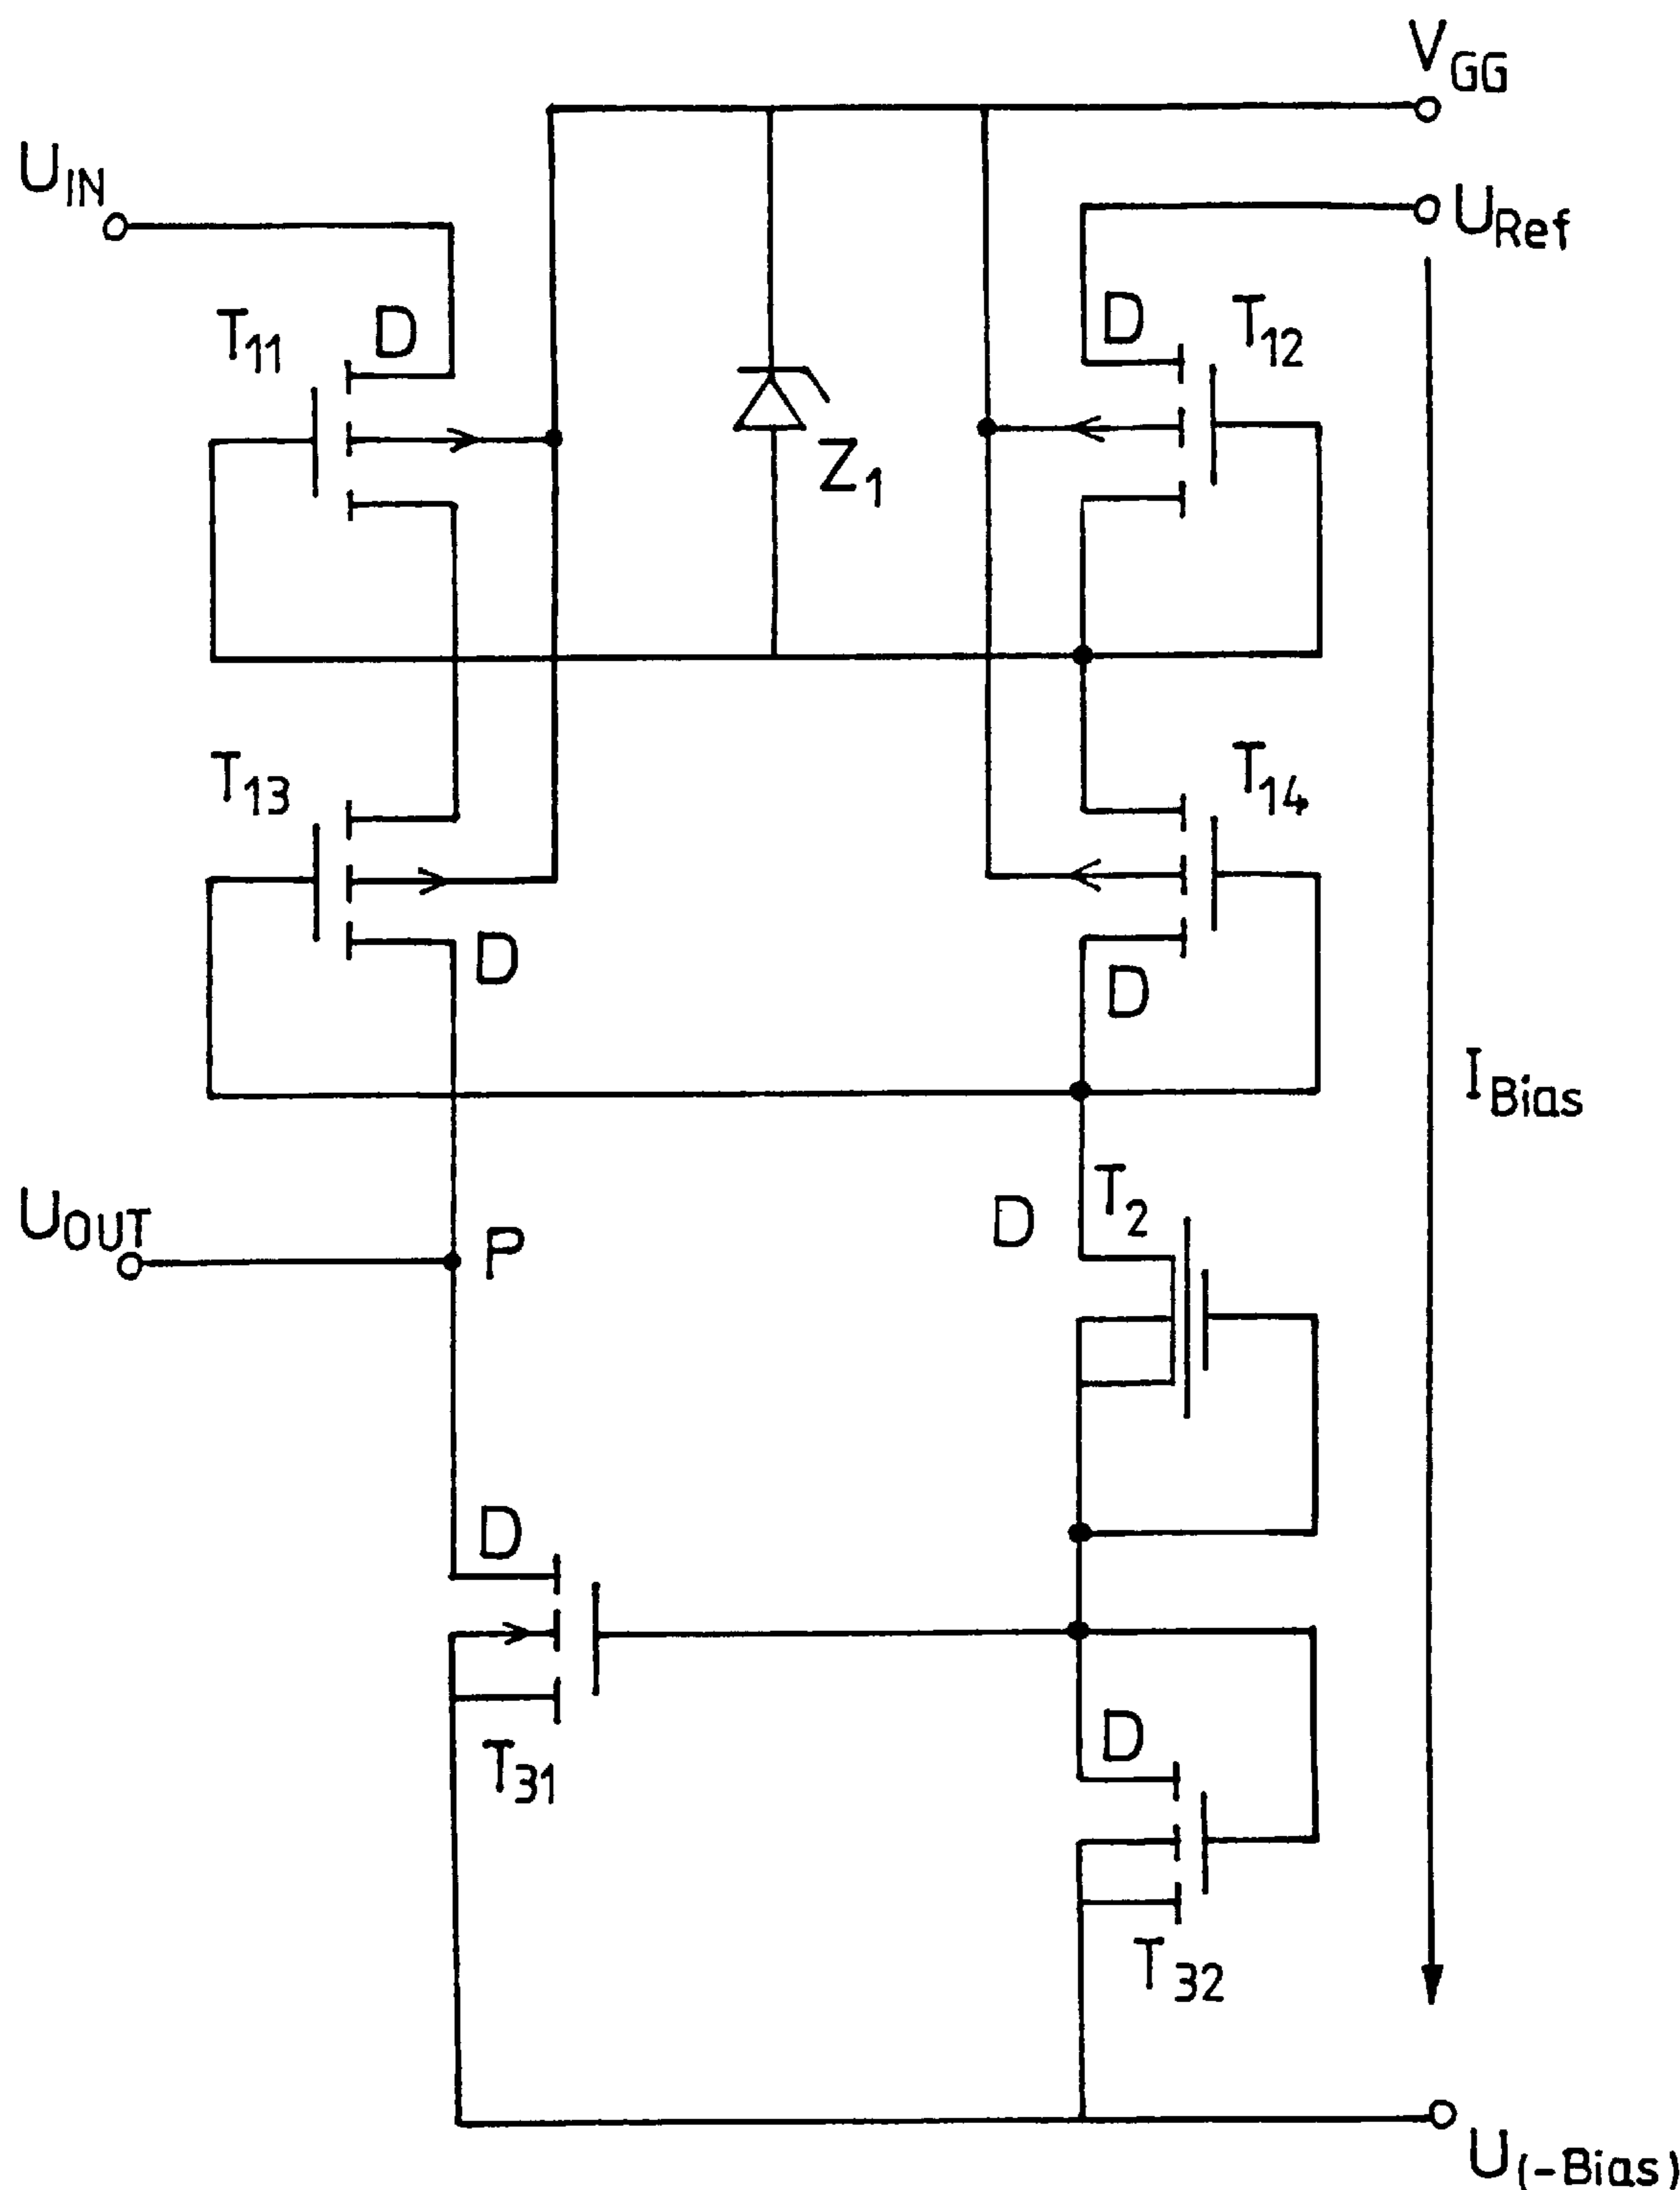 V_GG
U_IN
U_Ref
D
T_11
D
T_12
Z_1
T_13
T_14
D
D
I_Bias
U_OUT
P
D
T_2
D
T_31
D
T_32
U_(-Bias)